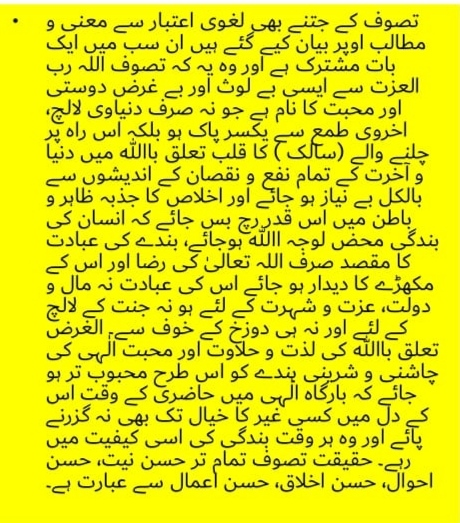 • تصوف کے جتنے بھی لغوی اعتبار سے معنی و
مطالب اوپر بیان کیے گئے ہیں ان سب میں ایک
بات مشترک ہے اور وہ یہ کہ تصوف اللہ رب
العزت سے ایسی بے لوث اور بے غرض دوستی
اور محبت کا نام ہے جو نہ صرف دنیاوی لالچ،
اخروی طمع سے یکسر پاک ہو بلکہ اس راہ پر
چلنے والے (سالک ) کا قلب تعلق باﷲ میں دنیا
و آخرت کے تمام نفع و نقصان کے اندیشوں سے
بالکل بے نیاز ہو جائے اور اخلاص کا جذبہ ظاہر و
باطن میں اس قدر رچ بس جائے کہ انسان کی
بندگی محض لوجہ اﷲ ہوجائے، بندے کی عبادت
کا مقصد صرف اللہ تعالیٰ کی رضا اور اس کے
مکھڑے کا دیدار ہو جائے اس کی عبادت نہ مال و
دولت، عزت و شہرت کے لئے ہو نہ جنت کے لالچ
کے لئے اور نہ ہی دوزخ کے خوف سے۔ الغرض
تعلق باﷲ کی لذت و حلاوت اور محبت الٰہی کی
چاشنی و شرینی بندے کو اس طرح محبوب تر ہو
جائے کہ بارگاہ الٰہی میں حاضری کے وقت اس
کے دل میں کسی غیر کا خیال تک بھی نہ گزرنے
پائے اور وہ ہر وقت بندگی کی اسی کیفیت میں
رہے۔ حقیقت تصوف تمام تر حسن نیت، حسن
احوال، حسن اخلاق، حسن اعمال سے عبارت ہے۔